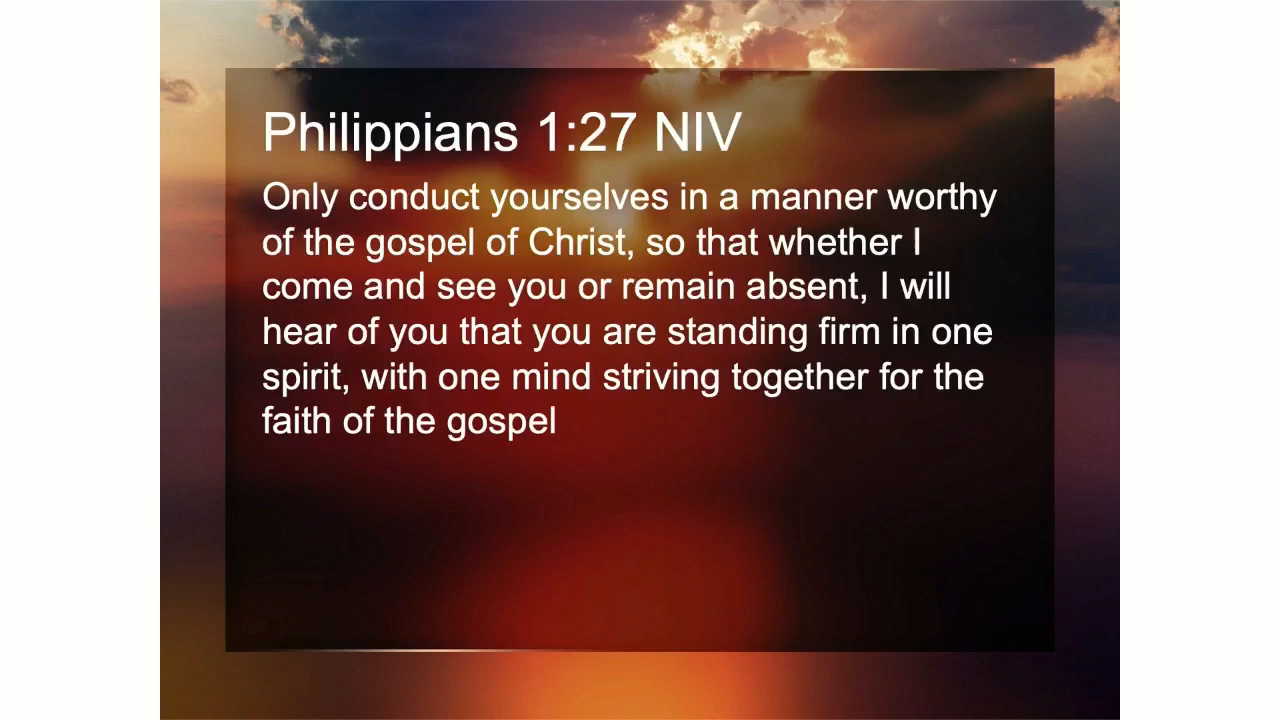 Philippians 1:27 NIV
Only conduct yourselves in a manner worthy
of the gospel of Christ, so that whether I
come and see you or remain absent, I will
hear of you that you are standing firm in one
spirit, with one mind striving together for the
faith of the gospel